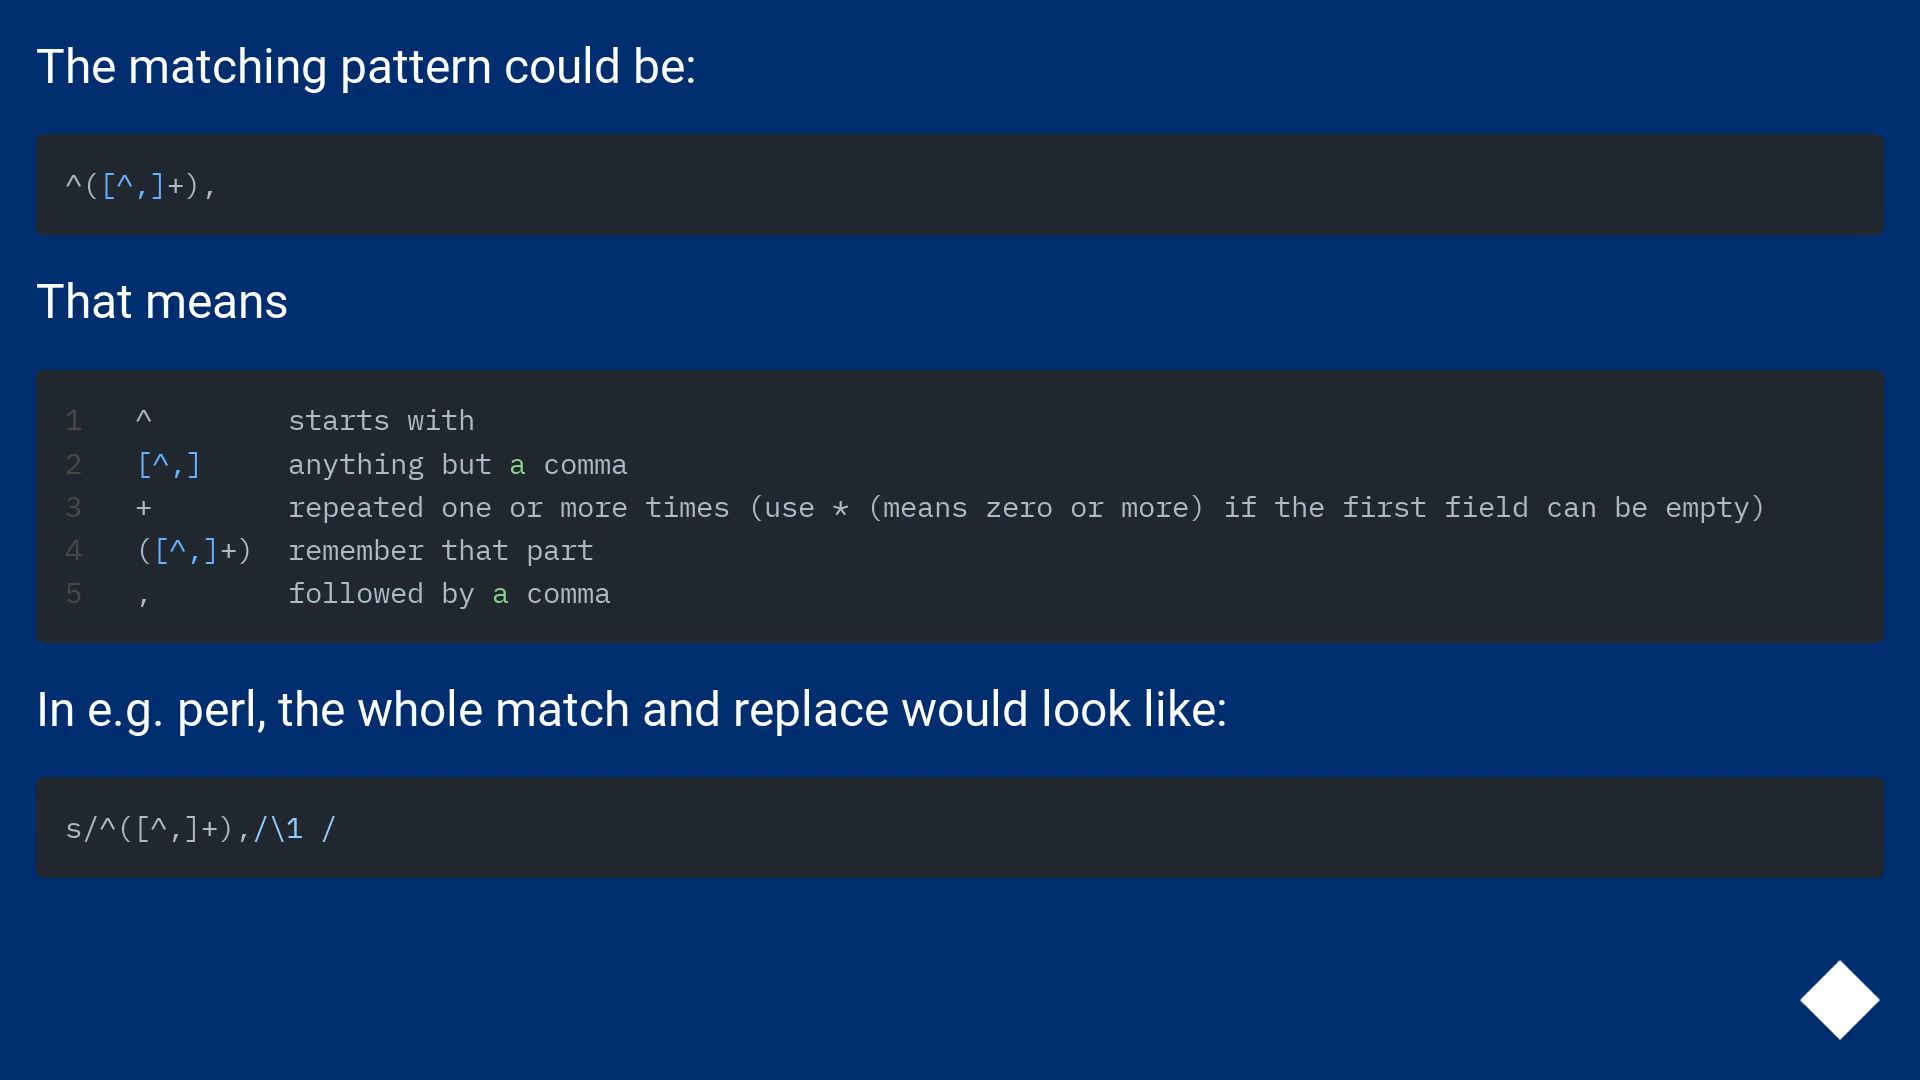 The matching pattern could be:
^([^,]+),
That means
1 ^ starts with
2 [^,] anything but a comma
3 + repeated one or more times (use * (means zero or more) if the first field can be empty)
4 ([^,]+) remember that part
5 , followed by a comma
In e.g. perl, the whole match and replace would look like:
s/^([^,]+),/\1 /